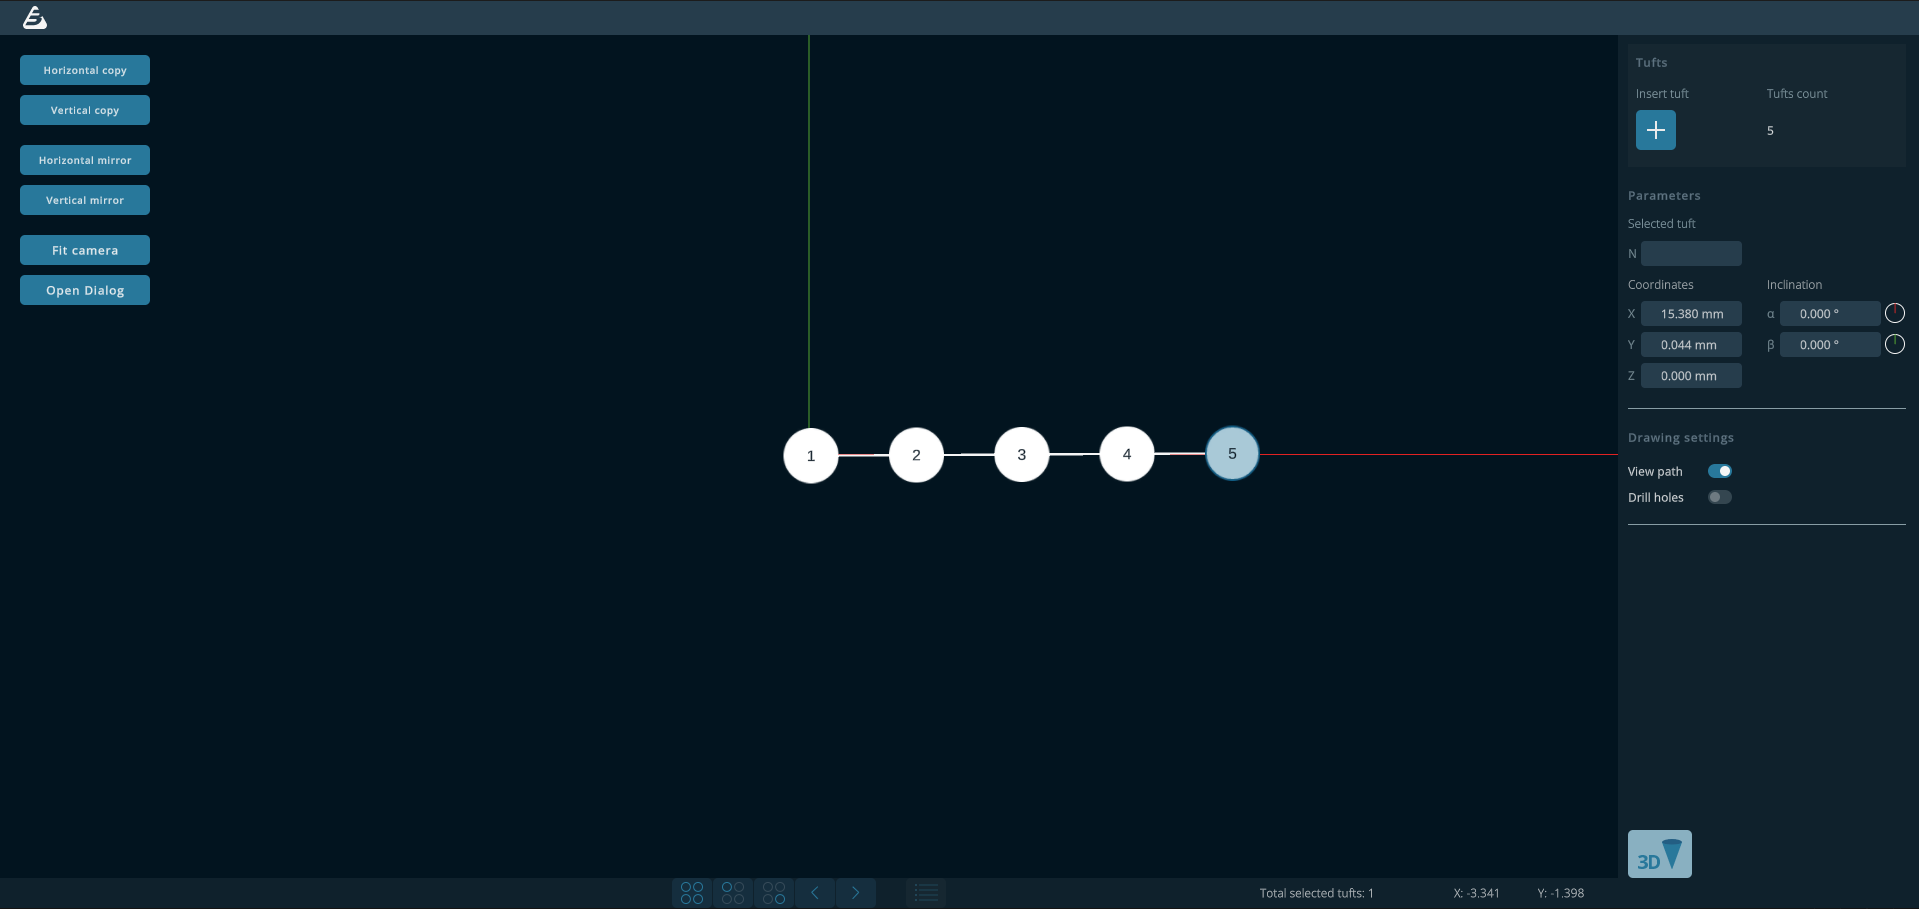 Horizontal copy
Vertical copy
Horizontal mirror
Vertical mirror
Fit camera
Open Dialog
1 2 3 4 5
Tufts
Insert tuft Tufts count
5
Parameters
Selected tuft
N
Coordinates Inclination
X 15.380 mm α 0.000 °
Y 0.044 mm β 0.000 °
Z 0.000 mm
Drawing settings
View path
Drill holes
3D
Total selected tufts: 1 X: -3.341 Y: -1.398